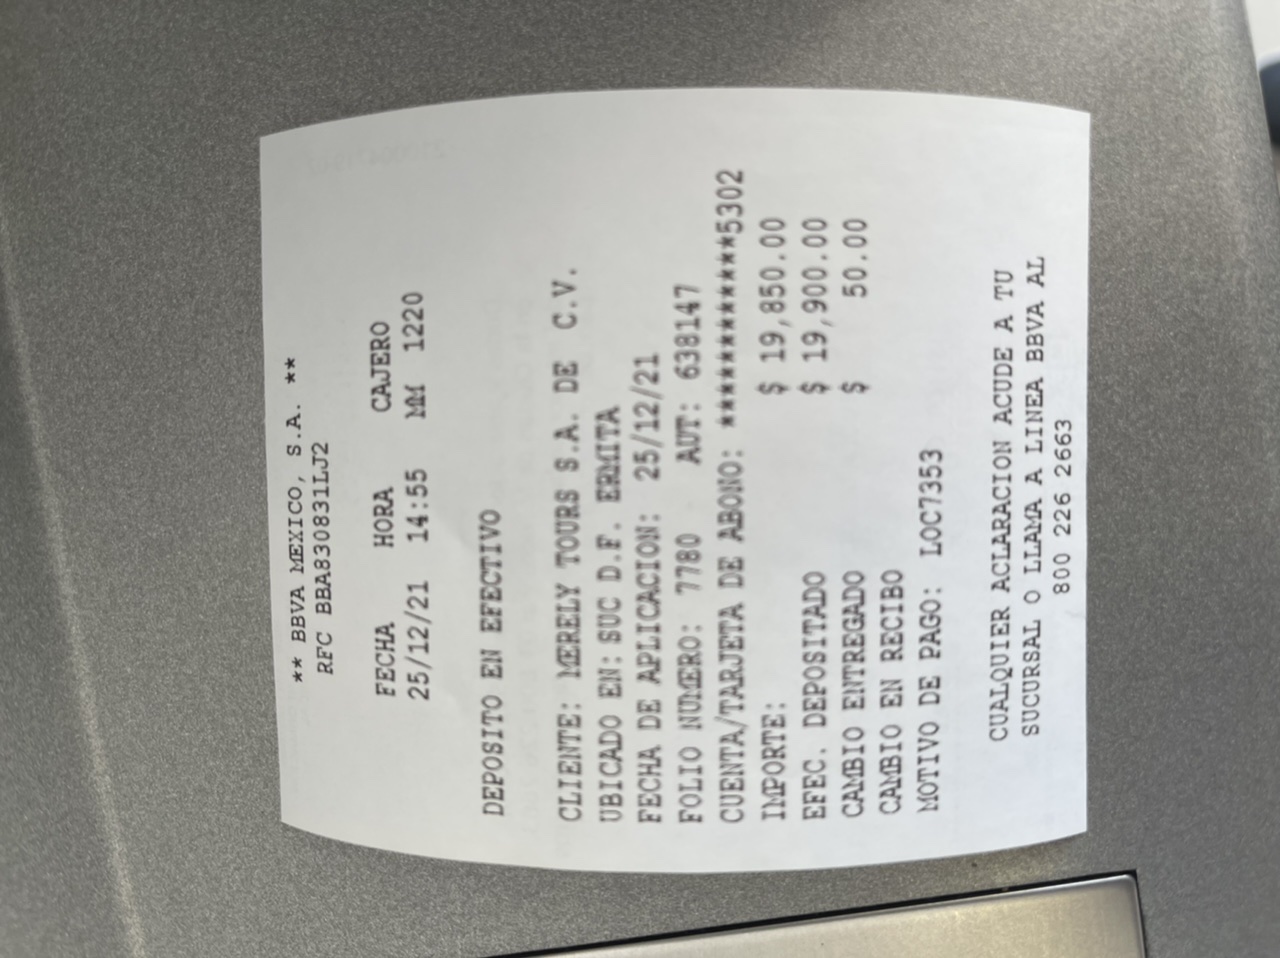 ** BBVA MEXICO, S.A. **
RFC BBA830831LJ2
FECHA HORA CAJERO
25/12/21 14:55 MM 1220
DEPOSITO EN EFECTIVO
CLIENTE: MERELY TOURS S.A. DE C.V.
UBICADO EN: SUC D.F. ERMITA
FECHA DE APLICACION: 25/12/21
FOLIO NUMERO: 7780 AUT: 638147
CUENTA/TARJETA DE ABONO: ************5302
IMPORTE: $ 19,850.00
EFEC. DEPOSITADO $ 19,900.00
CAMBIO ENTREGADO $ 50.00
CAMBIO EN RECIBO
MOTIVO DE PAGO: LOC7353
CUALQUIER ACLARACION ACUDE A TU
SUCURSAL O LLAMA A LINEA BBVA AL
800 226 2663